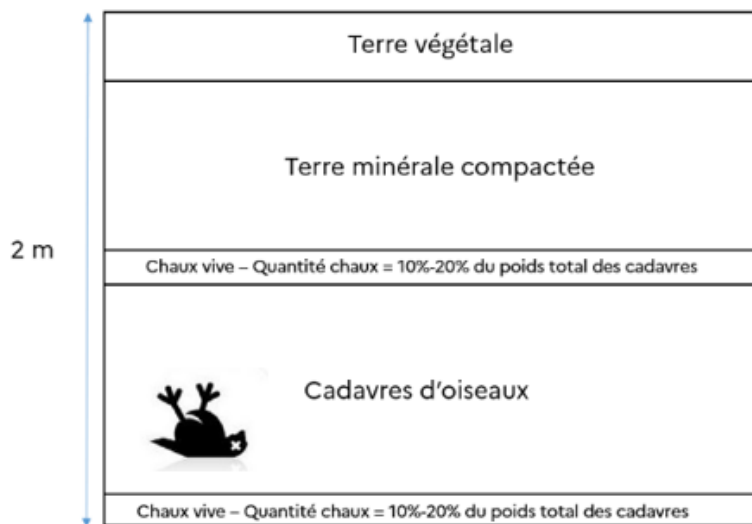 Terre végétale
Terre minérale compactée
2 m
Chaux vive – Quantité chaux = 10%-20% du poids total des cadavres
Cadavres d'oiseaux
Chaux vive – Quantité chaux = 10%-20% du poids total des cadavres